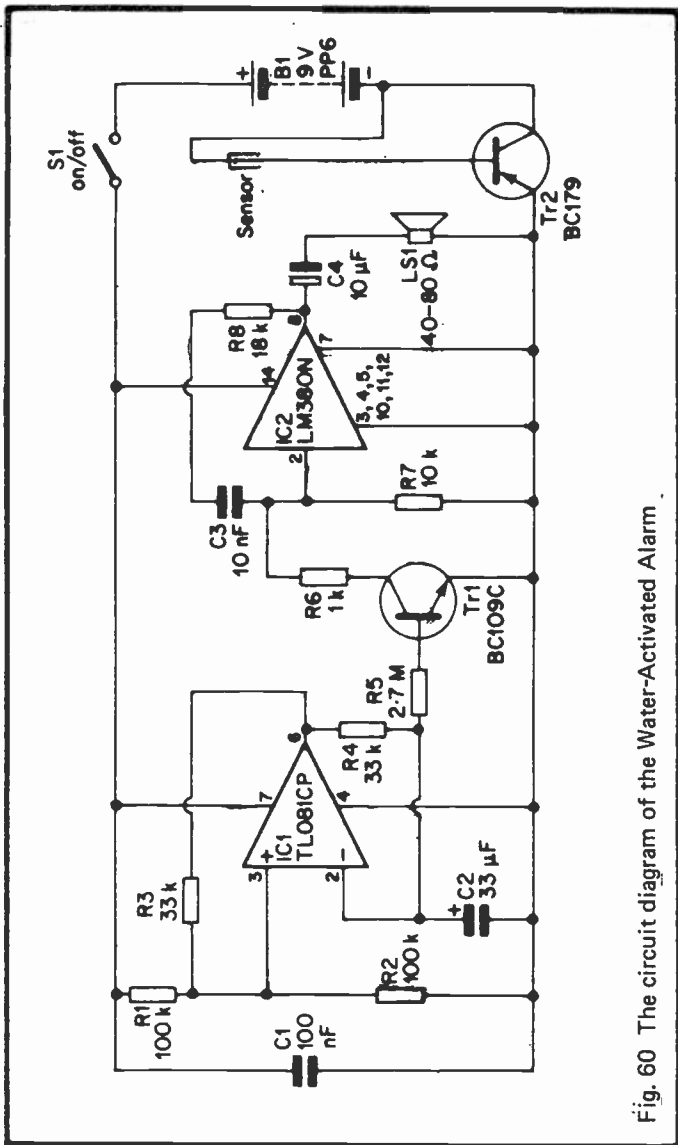 S1
on/off
+
B1
9 V
PP6
-
Sensor
Tr2
BC179
R8
18 k
C4
10 µF
LS1
40-80 Ω
8
14
7
IC2
LM380N
3, 4, 5,
10, 11, 12
2
C3
10 nF
R7
10 k
R6
1 k
Tr1
BC109C
R5
2·7 M
R4
33 k
6
7
4
IC1
TL081CP
+
-
3
2
R3
33 k
C2
33 µF
+
R1
100 k
R2
100 k
C1
100
nF
Fig. 60 The circuit diagram of the Water-Activated Alarm